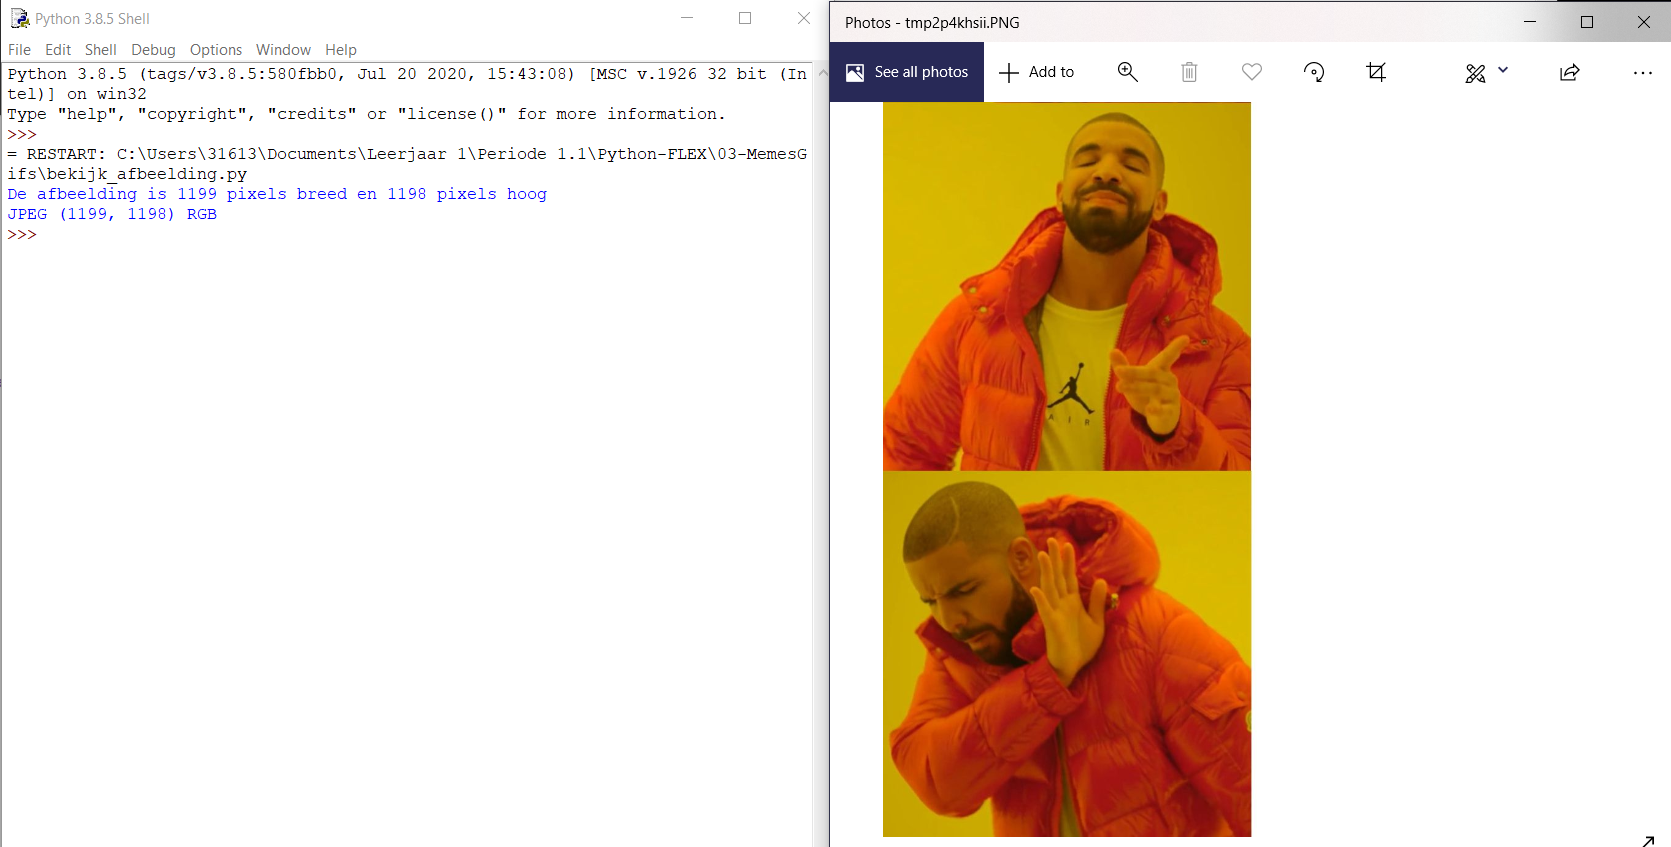 Python 3.8.5 Shell
File Edit Shell Debug Options Window Help
Python 3.8.5 (tags/v3.8.5:580fbb0, Jul 20 2020, 15:43:08) [MSC v.1926 32 bit (In
tel)] on win32
Type "help", "copyright", "credits" or "license()" for more information.
>>>
= RESTART: C:\Users\31613\Documents\Leerjaar 1\Periode 1.1\Python-FLEX\03-MemesG
ifs\bekijk_afbeelding.py
De afbeelding is 1199 pixels breed en 1198 pixels hoog
JPEG (1199, 1198) RGB
>>>
Photos - tmp2p4khsii.PNG
See all photos
Add to
AIR